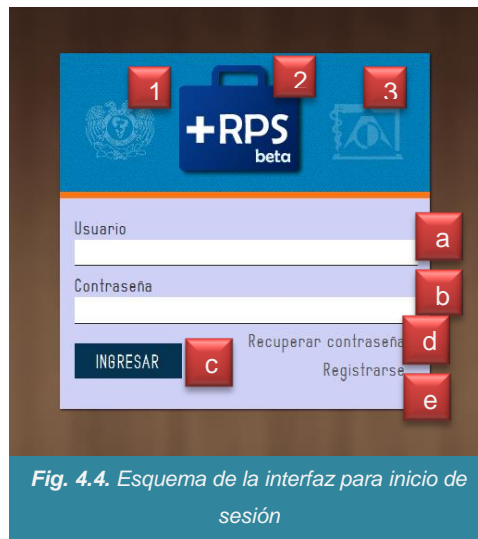 1
2
3
+RPS
beta
Usuario
a
Contraseña
b
Recuperar contraseña
d
INGRESAR
c
Registrarse
e
Fig. 4.4. Esquema de la interfaz para inicio de
sesión